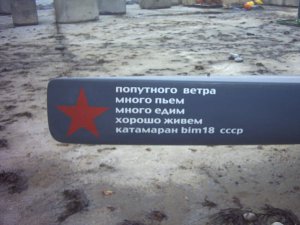 попутного ветра
много пьем
много едим
хорошо живем
катамаран bim18 ссср